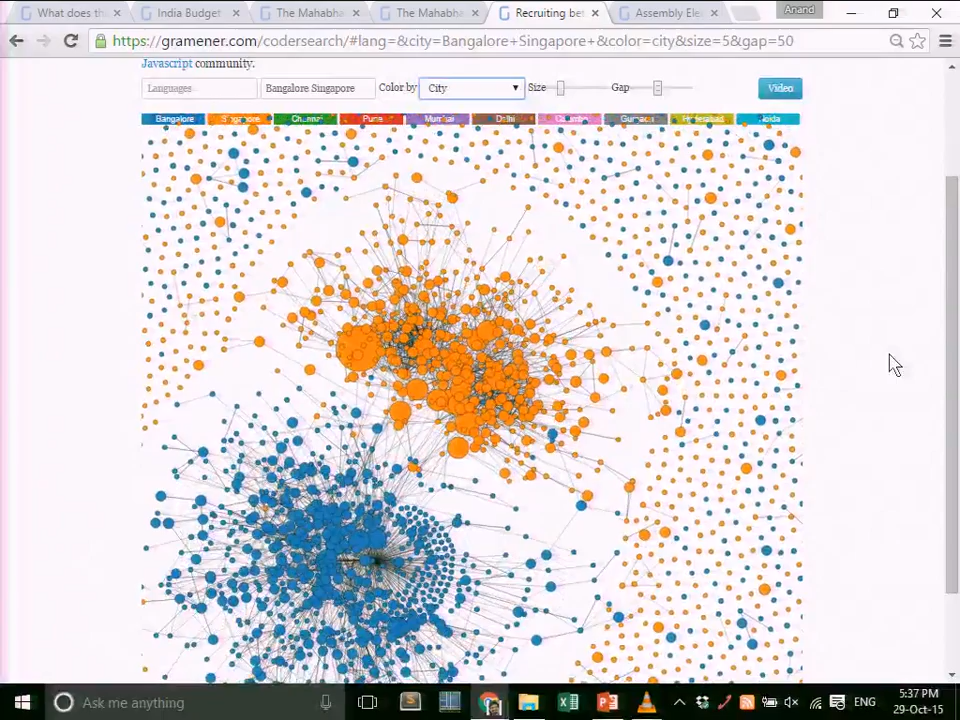 What does th
India Budget
The Mahabha
The Mahabha
Recruiting bet
Assembly Ele
Anand
https://gramener.com/codersearch/#lang=&city=Bangalore+Singapore+&color=city&size=5&gap=50
Javascript community.
Languages Bangalore Singapore Color by City Size Gap Video
Bangalore Singapore Chennai Pune Mumbai Delhi Colombo Gurgaon Hyderabad Noida
Ask me anything
ENG
5:37 PM
29-Oct-15